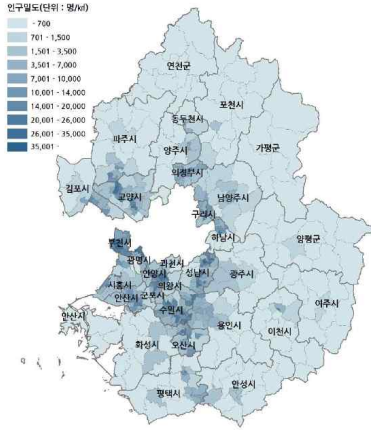 인구밀도(단위 : 명/㎢)
- 700
701 - 1,500
1,501 - 3,500
3,501 - 7,000
7,001 - 10,000
10,001 - 14,000
14,001 - 20,000
20,001 - 26,000
26,001 - 35,000
35,001 -
연천군
포천시
동두천시
파주시
양주시
가평군
의정부시
김포시
고양시
남양주시
구리시
하남시
양평군
부천시
광명시
과천시
안양시
성남시
광주시
시흥시
의왕시
안산시
군포시
여주시
안산시
수원시
용인시
이천시
화성시
오산시
안성시
평택시